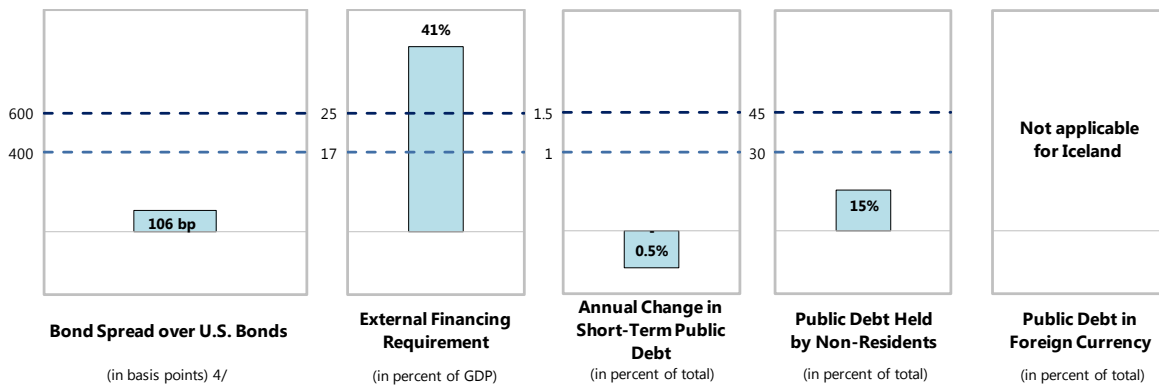 41%
600
25
1.5
45
400
17
1
30
Not applicable
for Iceland
106 bp
-
0.5%
15%
Bond Spread over U.S. Bonds
(in basis points) 4/
External Financing
Requirement
(in percent of GDP)
Annual Change in
Short-Term Public
Debt
(in percent of total)
Public Debt Held
by Non-Residents
(in percent of total)
Public Debt in
Foreign Currency
(in percent of total)